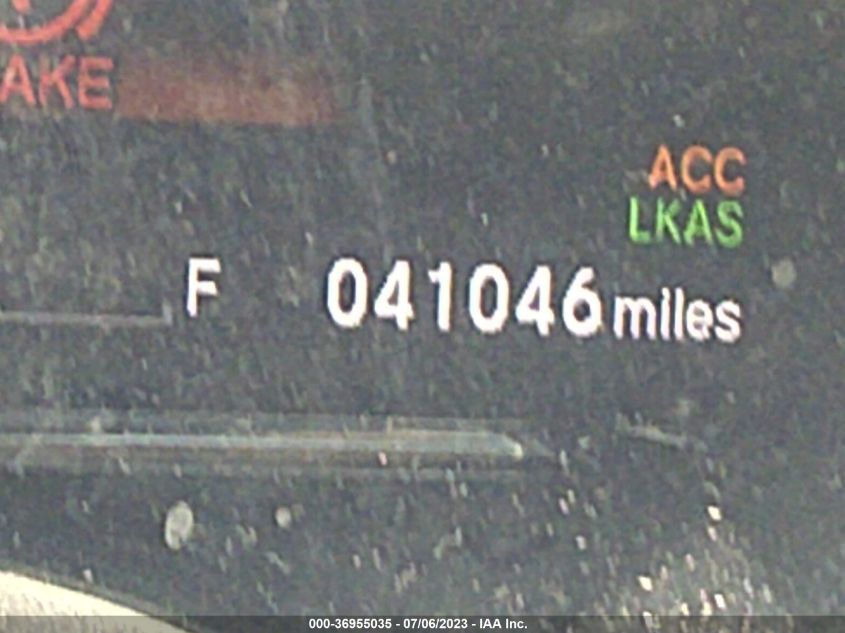 AKE
ACC
LKAS
F 041046 miles
000-36955035 - 07/06/2023 - IAA Inc.